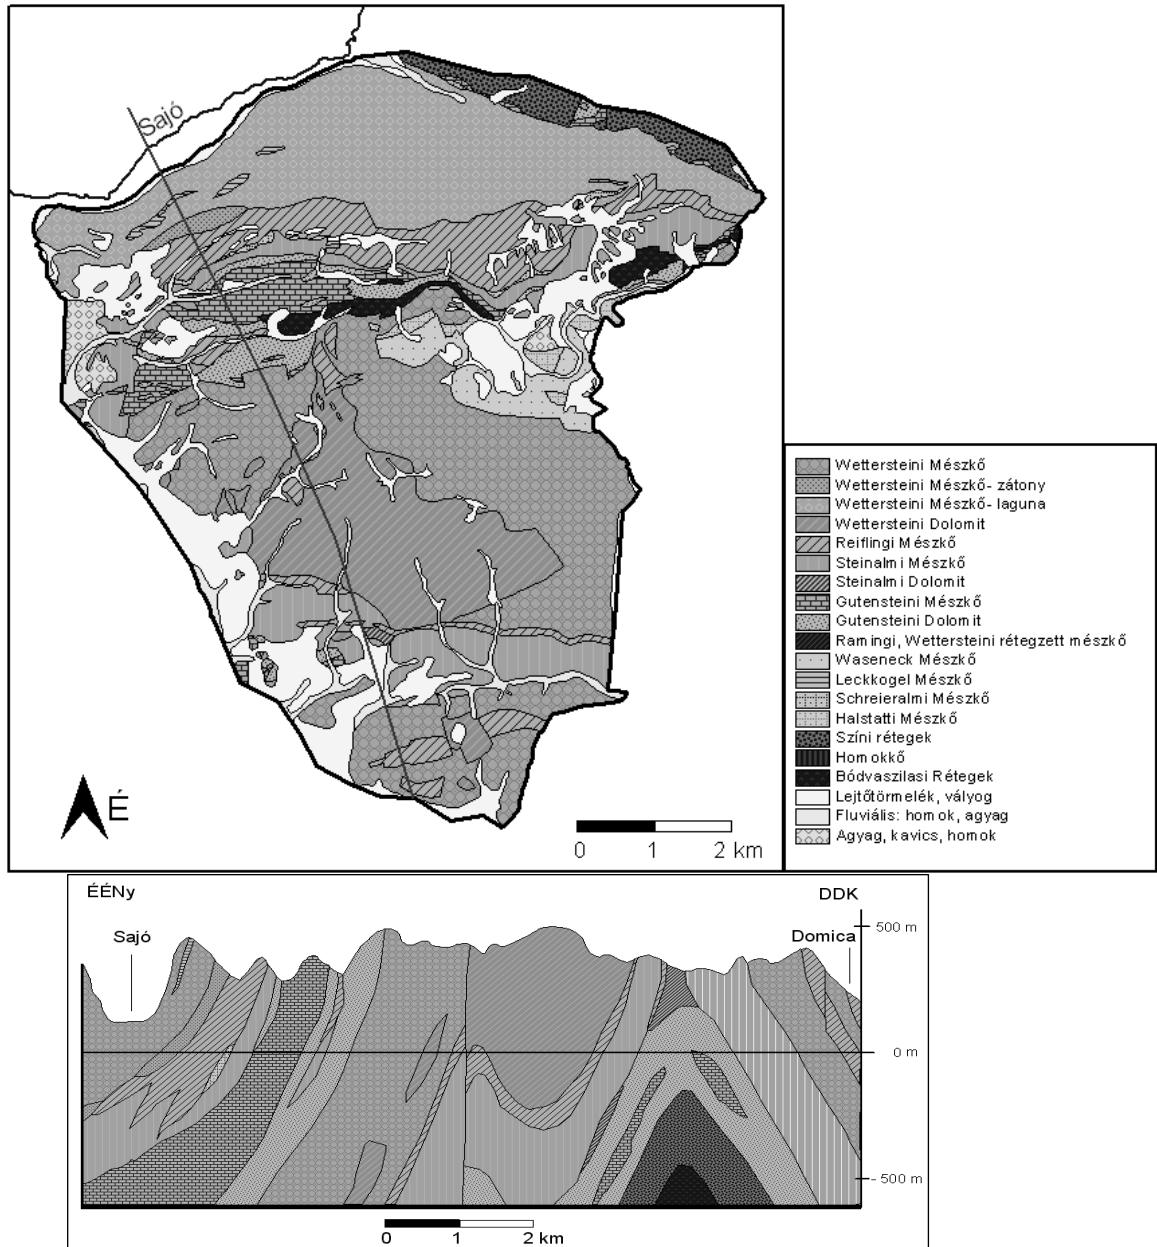 Sajó
É
0 1 2 km
Wettersteini Mészkő
Wettersteini Mészkő- zátony
Wettersteini Mészkő- laguna
Wettersteini Dolomit
Reiflingi Mészkő
Steinalmi Mészkő
Steinalmi Dolomit
Gutensteini Mészkő
Gutensteini Dolomit
Ramingi, Wettersteini rétegzett mészkő
Waseneck Mészkő
Leckkogel Mészkő
Schreieralmi Mészkő
Halstatti Mészkő
Színi rétegek
Homokkő
Bódvaszilasi Rétegek
Lejtőtörmelék, vályog
Fluviális: homok, agyag
Agyag, kavics, homok
ÉÉNy DDK
500 m
Sajó Domica
0 m
- 500 m
0 1 2 km